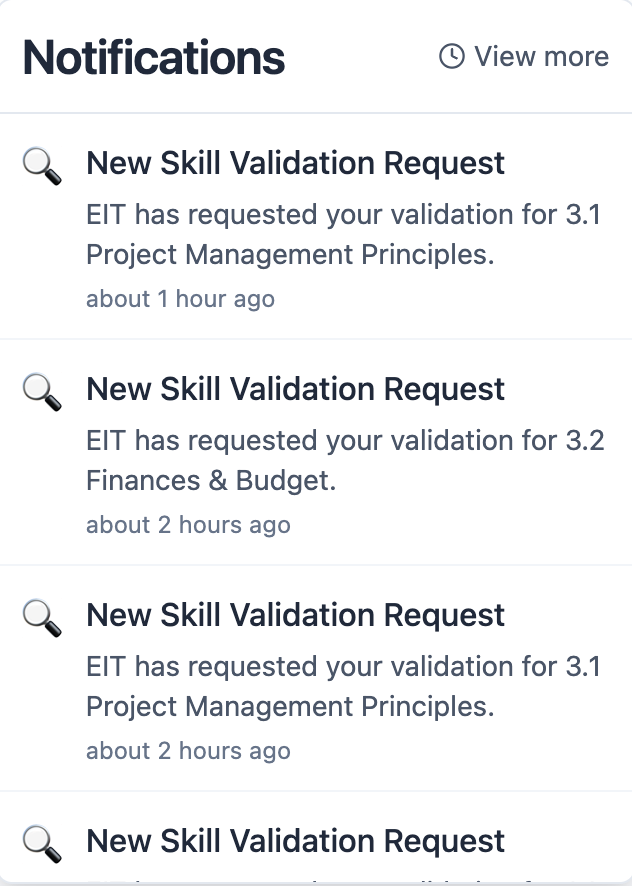 Notifications
View more
New Skill Validation Request
EIT has requested your validation for 3.1
Project Management Principles.
about 1 hour ago
New Skill Validation Request
EIT has requested your validation for 3.2
Finances & Budget.
about 2 hours ago
New Skill Validation Request
EIT has requested your validation for 3.1
Project Management Principles.
about 2 hours ago
New Skill Validation Request